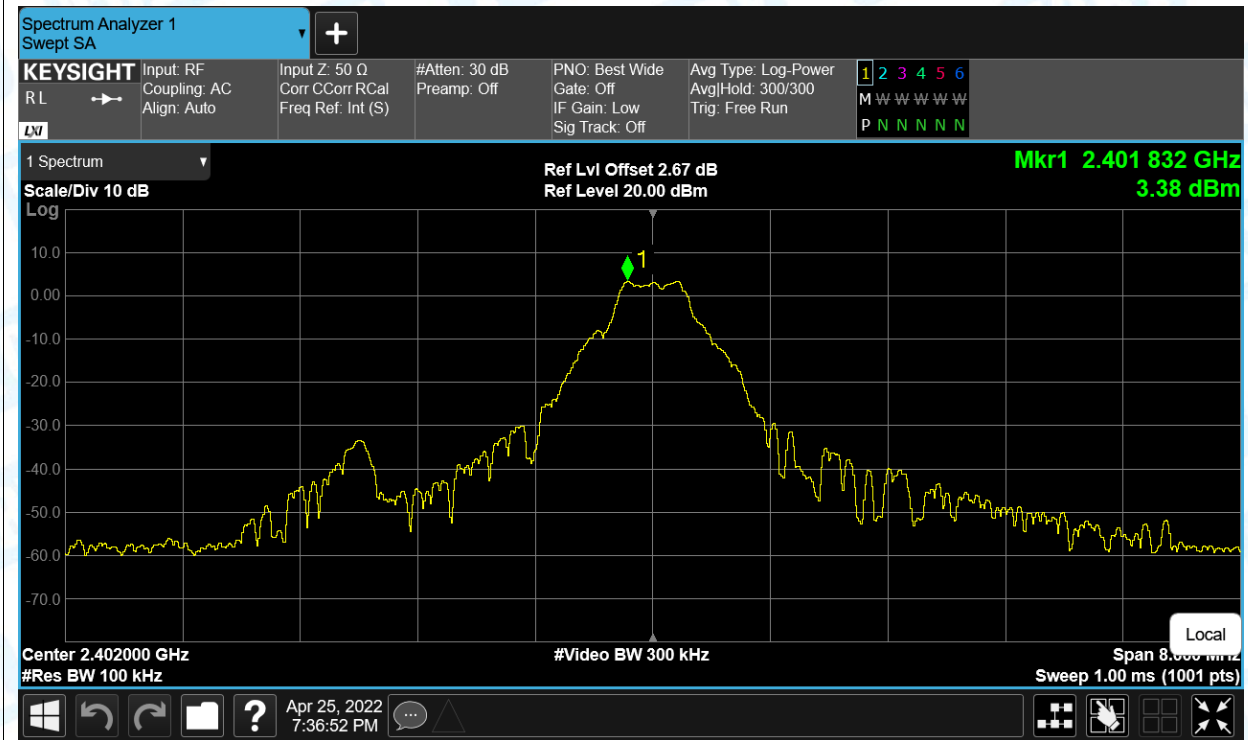 Spectrum Analyzer 1
Swept SA
KEYSIGHT
R L
LXI
Input: RF
Coupling: AC
Align: Auto
Input Z: 50 Ω
Corr CCorr RCal
Freq Ref: Int (S)
#Atten: 30 dB
Preamp: Off
PNO: Best Wide
Gate: Off
IF Gain: Low
Sig Track: Off
Avg Type: Log-Power
Avg|Hold: 300/300
Trig: Free Run
1 2 3 4 5 6
M W W W W W
P N N N N N
1 Spectrum
Scale/Div 10 dB
Log
Ref Lvl Offset 2.67 dB
Ref Level 20.00 dBm
Mkr1 2.401 832 GHz
3.38 dBm
1
10.0
0.00
-10.0
-20.0
-30.0
-40.0
-50.0
-60.0
-70.0
Local
Center 2.402000 GHz
#Res BW 100 kHz
#Video BW 300 kHz
Span
Sweep 1.00 ms (1001 pts)
?
Apr 25, 2022
7:36:52 PM